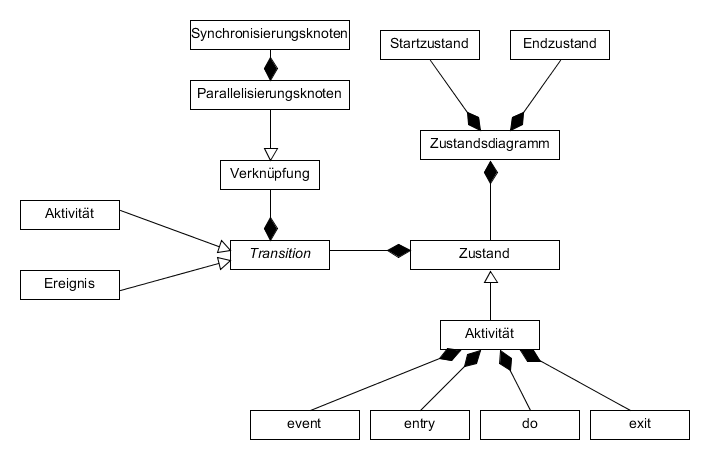 Synchronisierungsknoten
Startzustand
Endzustand
Parallelisierungsknoten
Zustandsdiagramm
Verknüpfung
Aktivität
Transition
Zustand
Ereignis
Aktivität
event
entry
do
exit